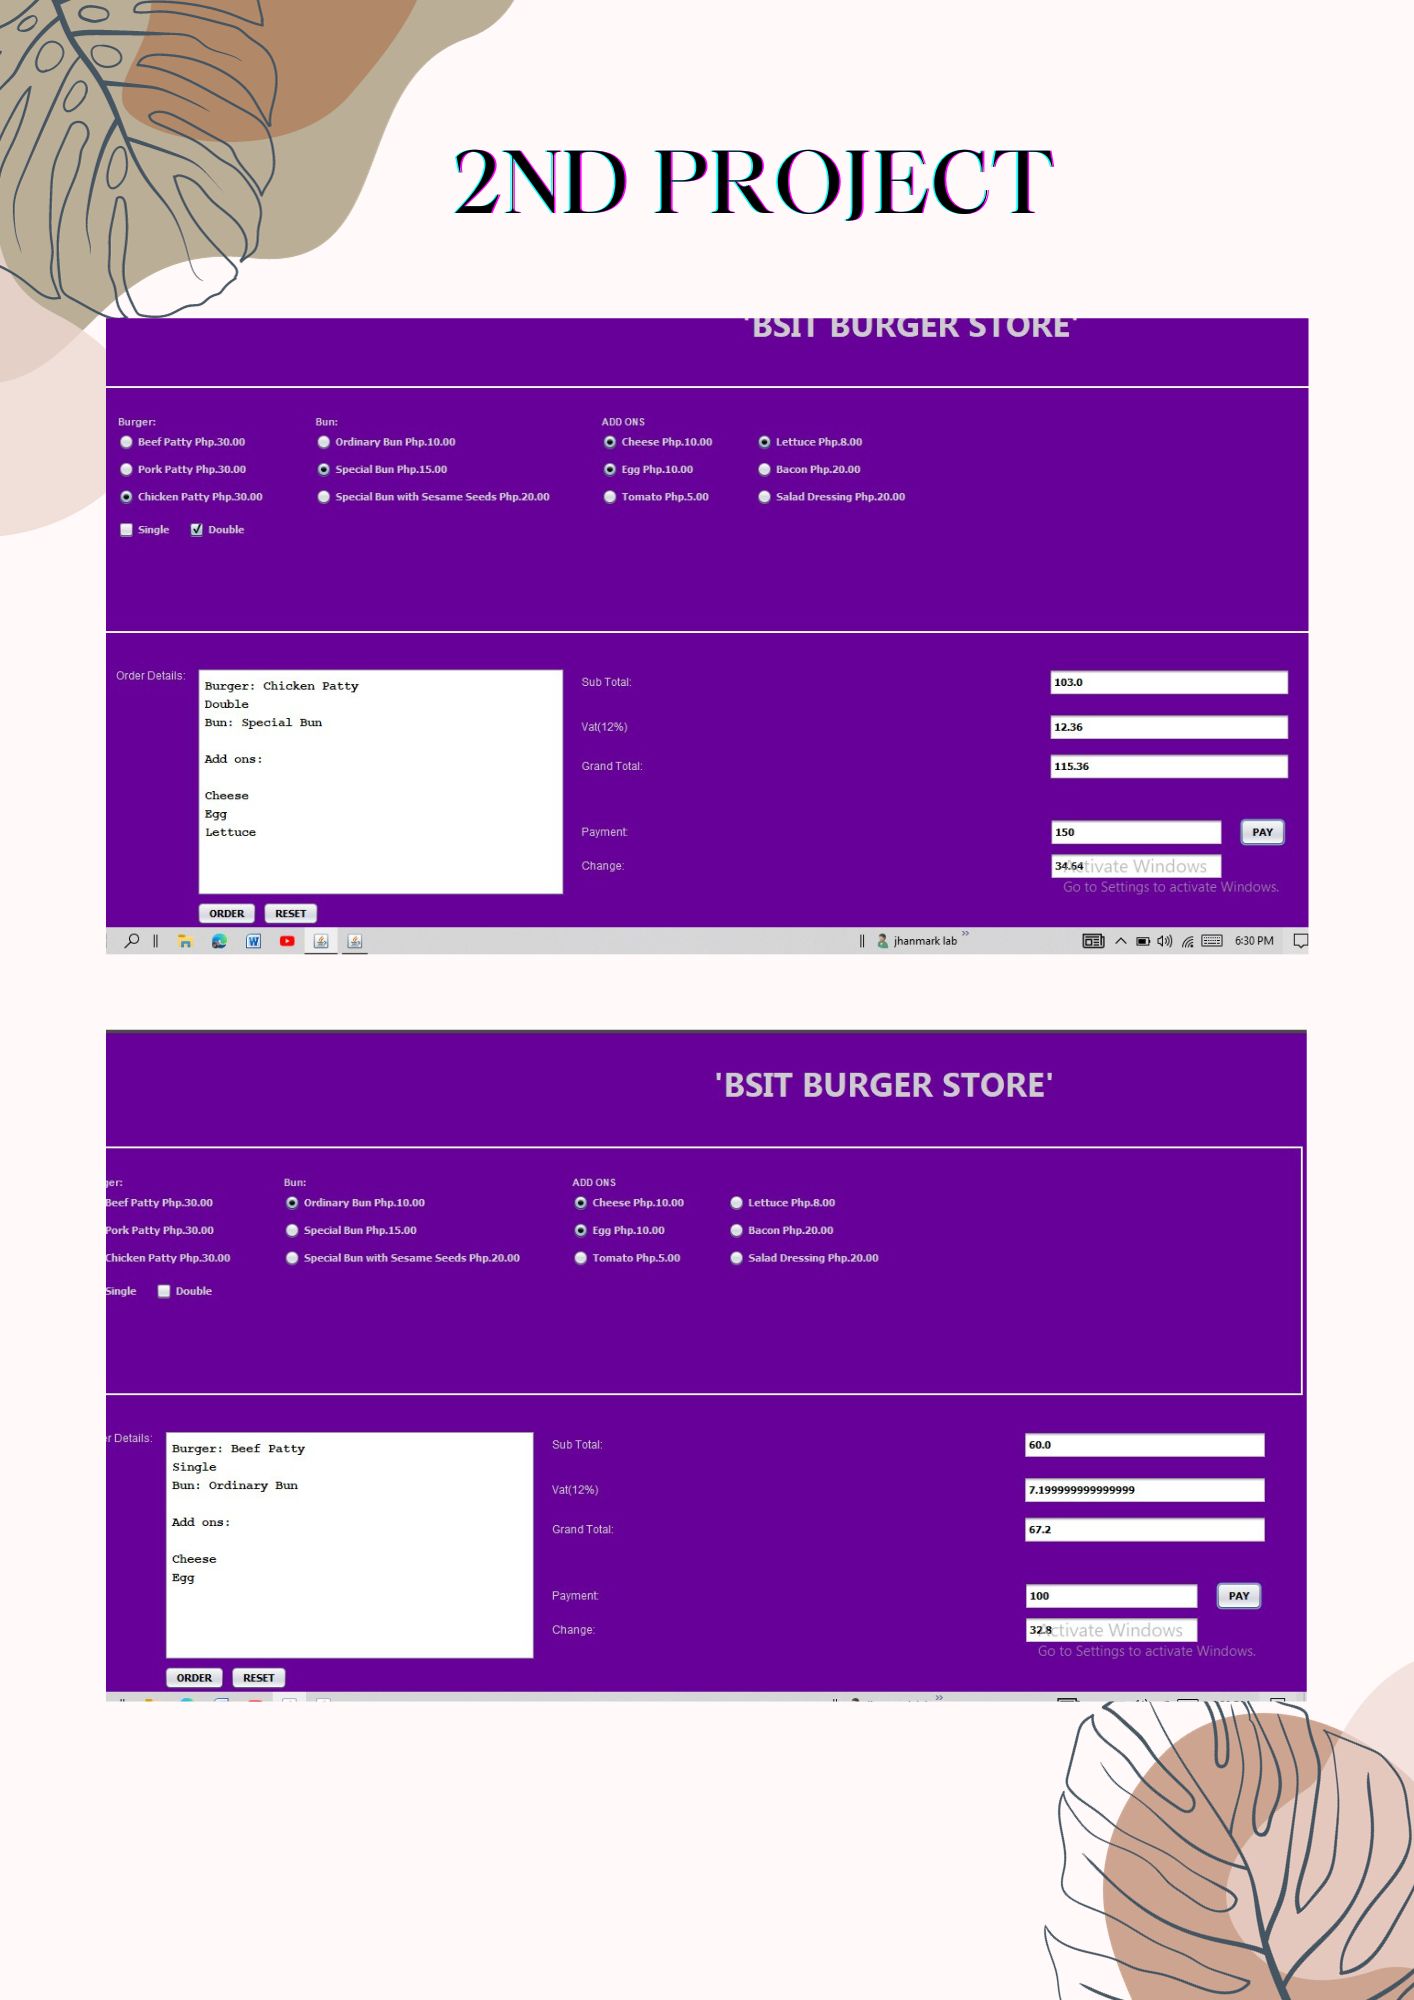 2ND PROJECT
'BSIT BURGER STORE'
Burger: Bun: ADD ONS
Beef Patty Php.30.00 Ordinary Bun Php.10.00 Cheese Php.10.00 Lettuce Php.8.00
Pork Patty Php.30.00 Special Bun Php.15.00 Egg Php.10.00 Bacon Php.20.00
Chicken Patty Php.30.00 Special Bun with Sesame Seeds Php.20.00 Tomato Php.5.00 Salad Dressing Php.20.00
Single Double
Order Details:
Burger: Chicken Patty
Double
Bun: Special Bun
Add ons:
Cheese
Egg
Lettuce
Sub Total: 103.0
Vat(12%) 12.36
Grand Total: 115.36
Payment: 150 PAY
Change: 34.64
Activate Windows
Go to Settings to activate Windows.
ORDER RESET
jhanmark lab 6:30 PM
'BSIT BURGER STORE'
ger: Bun: ADD ONS
Beef Patty Php.30.00 Ordinary Bun Php.10.00 Cheese Php.10.00 Lettuce Php.8.00
Pork Patty Php.30.00 Special Bun Php.15.00 Egg Php.10.00 Bacon Php.20.00
Chicken Patty Php.30.00 Special Bun with Sesame Seeds Php.20.00 Tomato Php.5.00 Salad Dressing Php.20.00
Single Double
r Details:
Burger: Beef Patty
Single
Bun: Ordinary Bun
Add ons:
Cheese
Egg
Sub Total: 60.0
Vat(12%) 7.199999999999999
Grand Total: 67.2
Payment: 100 PAY
Change: 32.8
Activate Windows
Go to Settings to activate Windows.
ORDER RESET